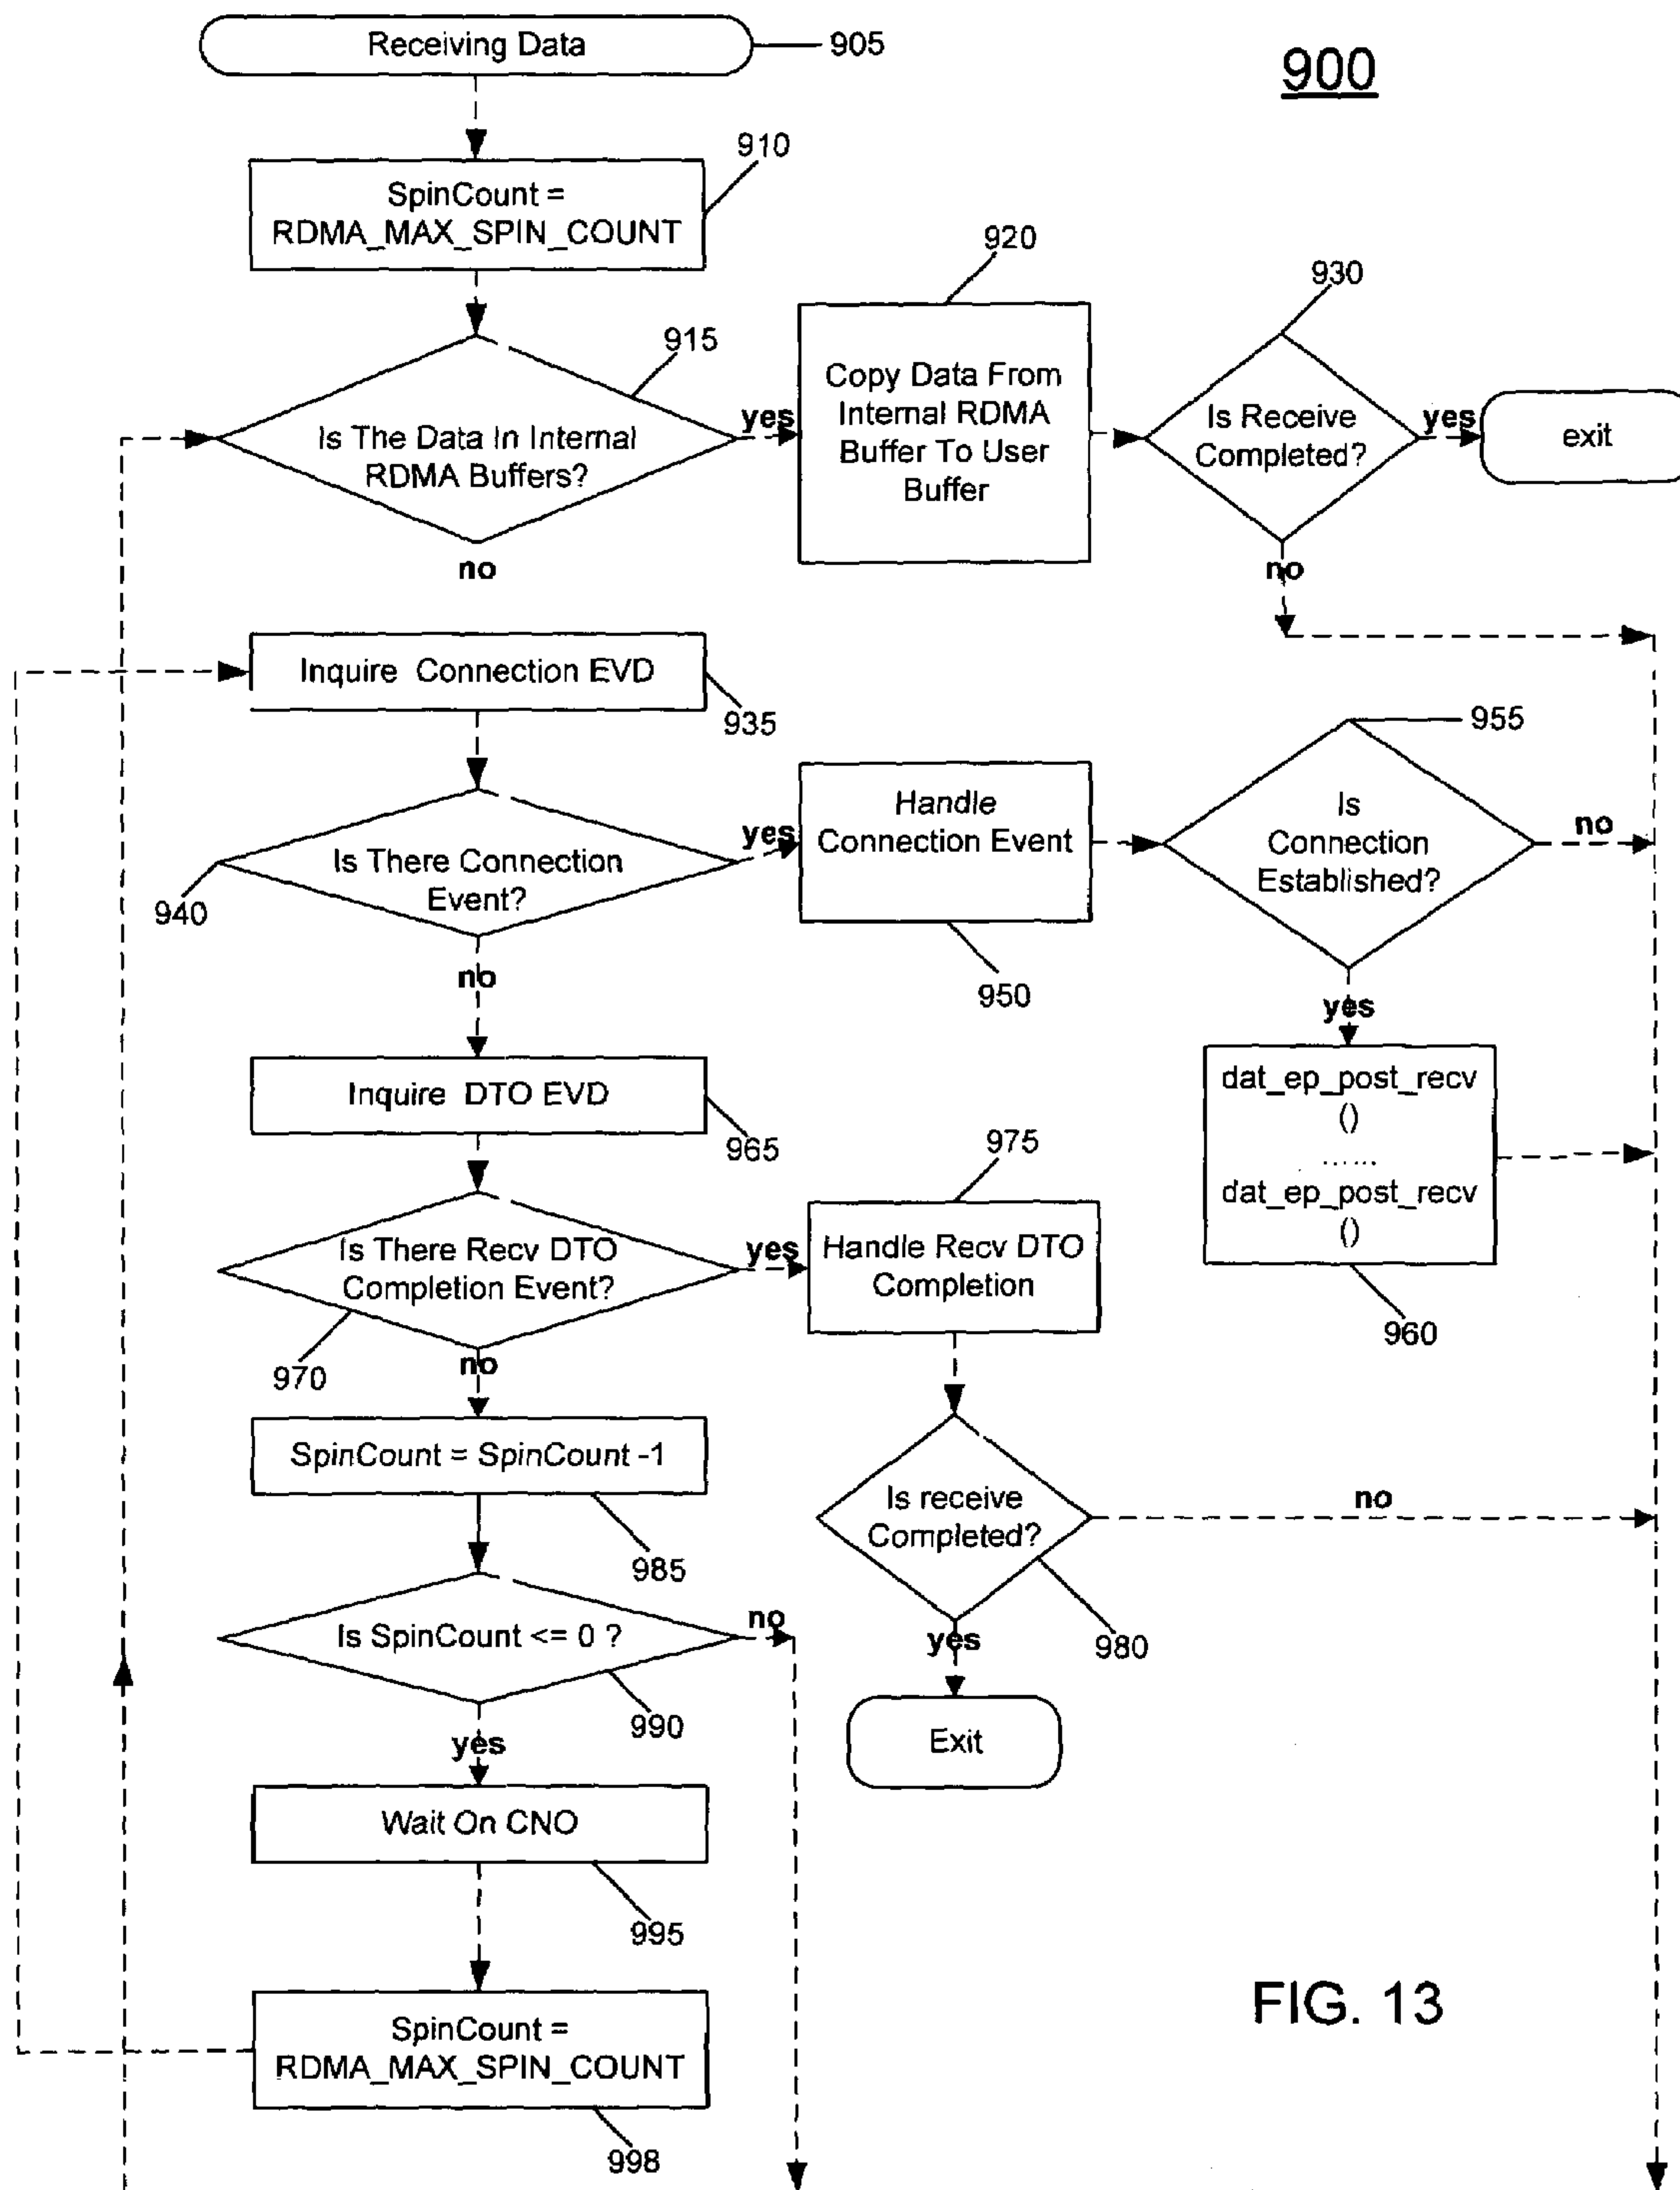 Receiving Data
905
900
910
SpinCount =
RDMA_MAX_SPIN_COUNT
920
930
915
Is The Data In Internal
RDMA Buffers?
yes
Copy Data From
Internal RDMA
Buffer To User
Buffer
Is Receive
Completed?
yes
exit
no
no
Inquire Connection EVD
935
955
Is There Connection
Event?
940
yes
Handle
Connection Event
950
Is
Connection
Established?
no
no
yes
Inquire DTO EVD
965
dat_ep_post_recv
()
......
dat_ep_post_recv
()
960
975
Is There Recv DTO
Completion Event?
970
yes
Handle Recv DTO
Completion
no
SpinCount = SpinCount -1
985
Is receive
Completed?
no
980
yes
Exit
Is SpinCount <= 0 ?
no
990
yes
Wait On CNO
995
SpinCount =
RDMA_MAX_SPIN_COUNT
998
FIG. 13